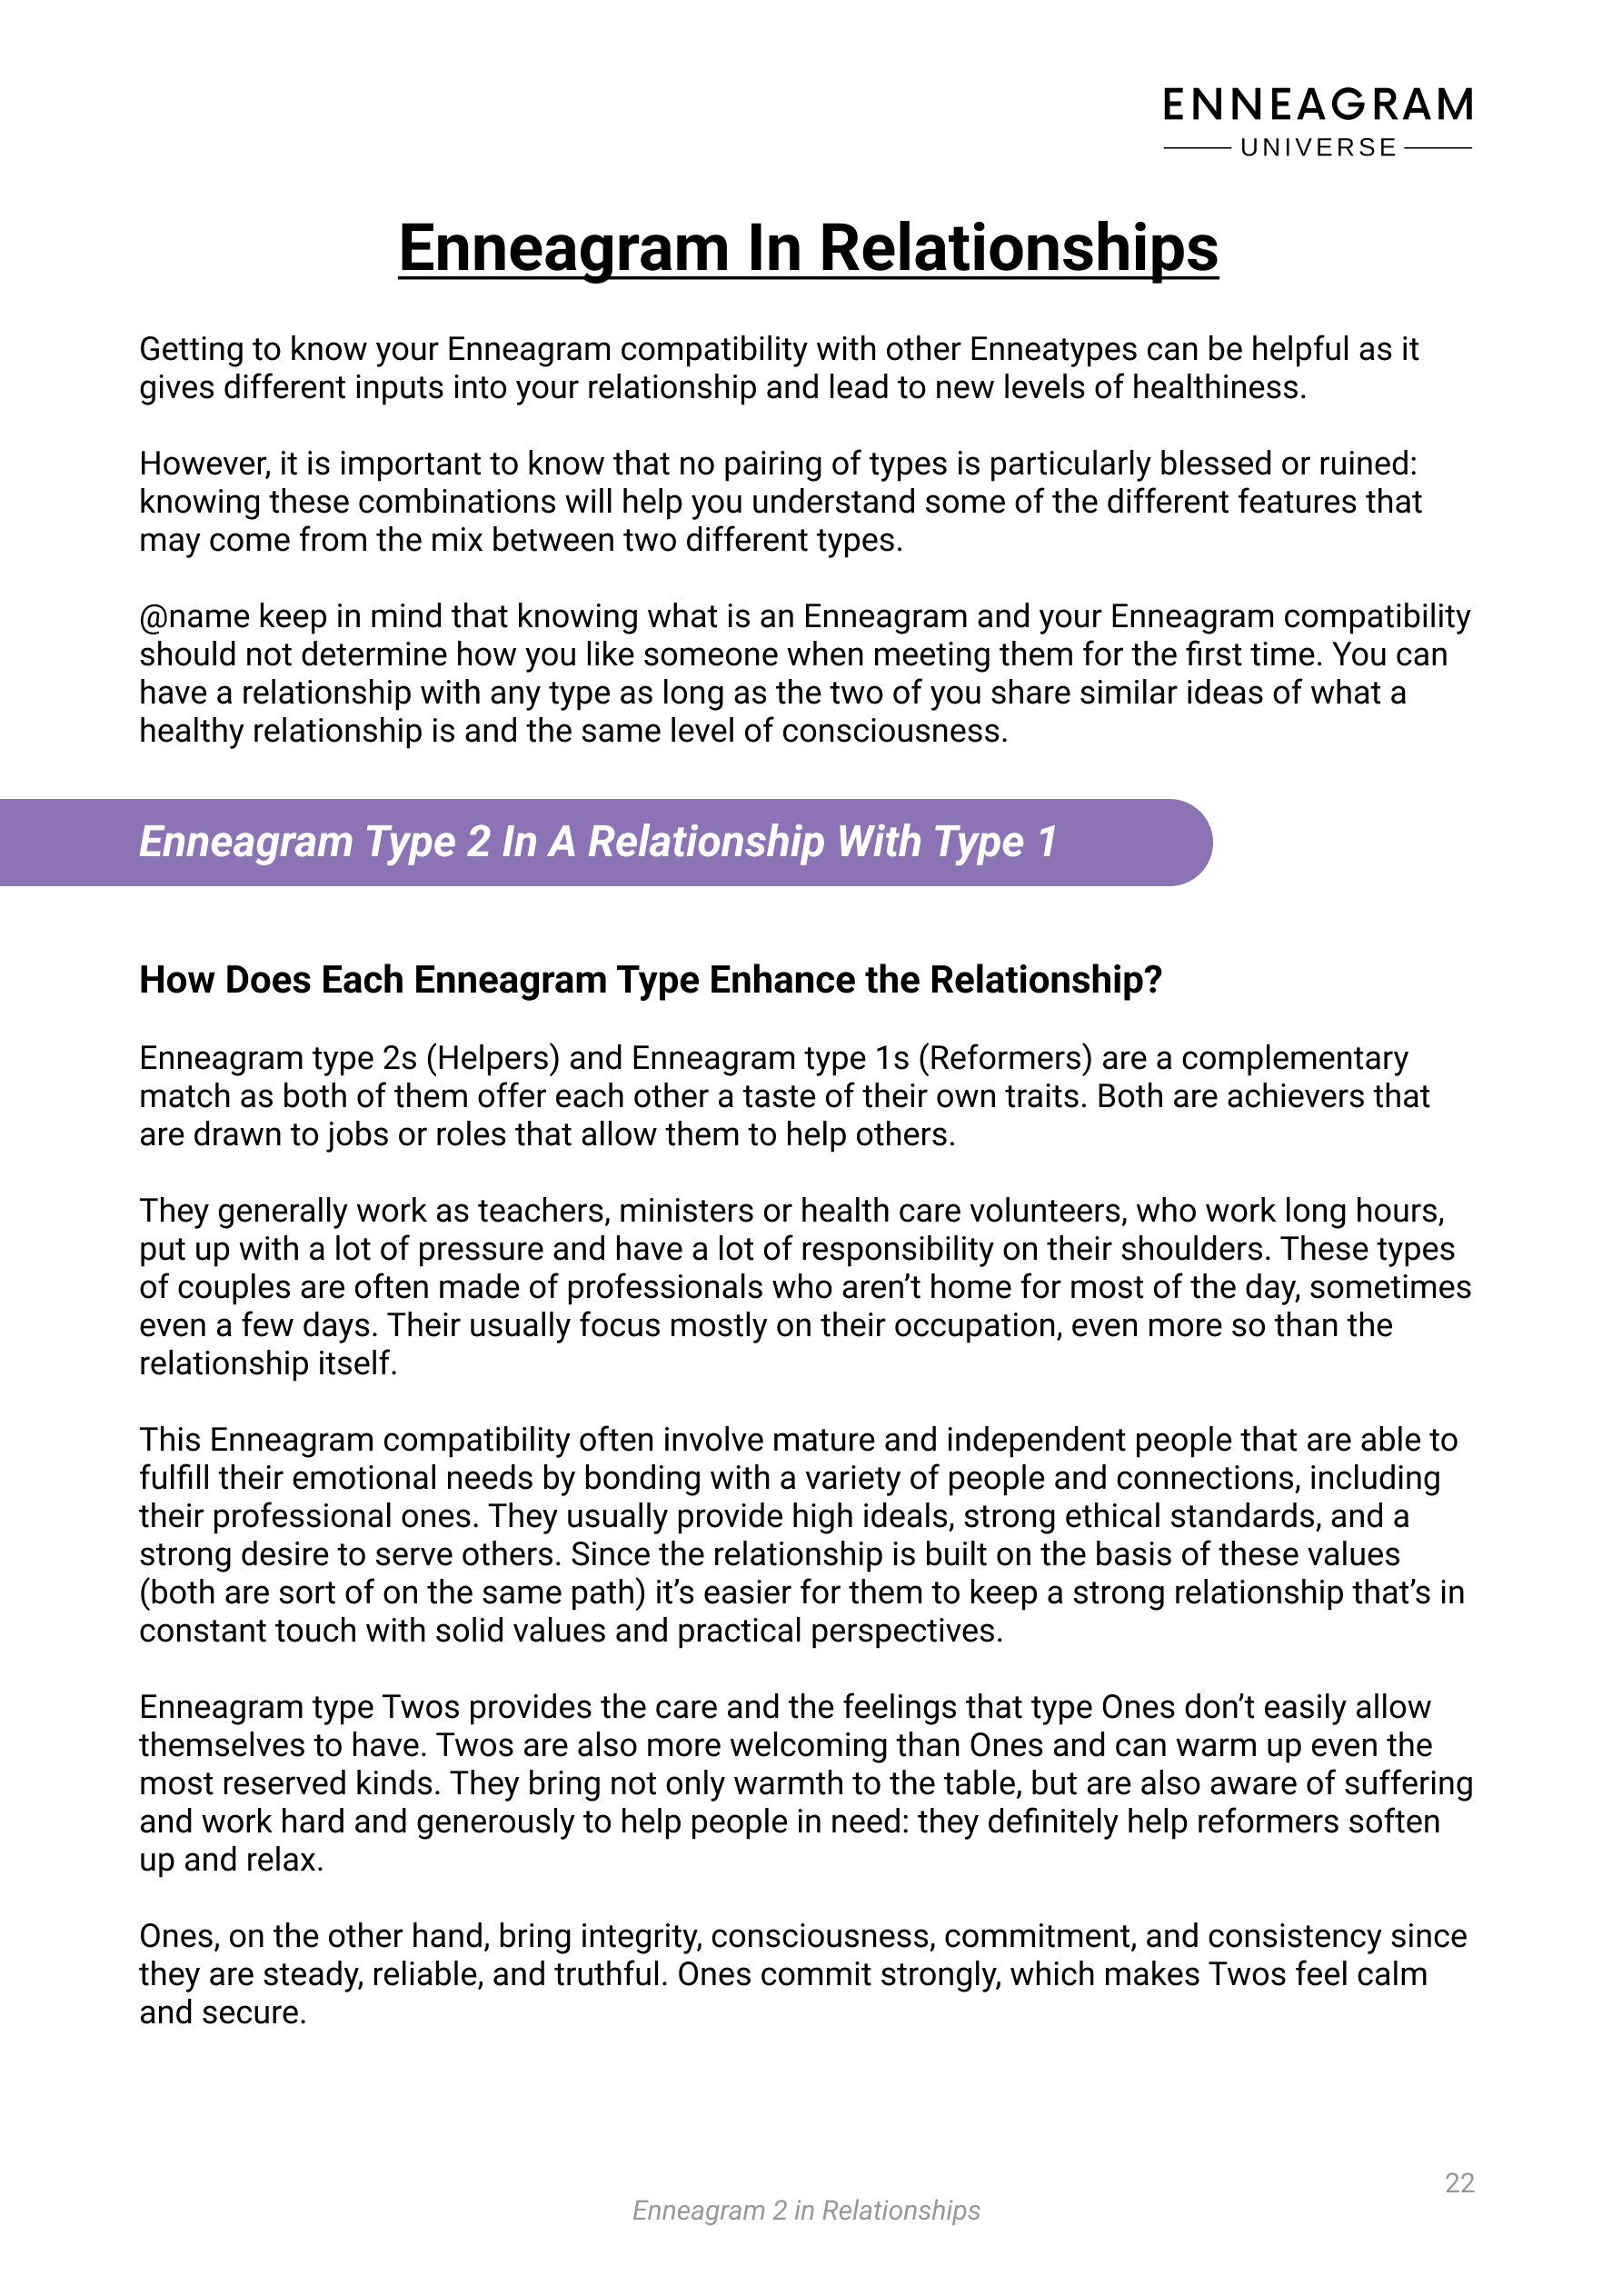 ENNEAGRAM
UNIVERSE
Enneagram In Relationships
Getting to know your Enneagram compatibility with other Enneatypes can be helpful as it
gives different inputs into your relationship and lead to new levels of healthiness.
However, it is important to know that no pairing of types is particularly blessed or ruined:
knowing these combinations will help you understand some of the different features that
may come from the mix between two different types.
@name keep in mind that knowing what is an Enneagram and your Enneagram compatibility
should not determine how you like someone when meeting them for the first time. You can
have a relationship with any type as long as the two of you share similar ideas of what a
healthy relationship is and the same level of consciousness.
Enneagram Type 2 In A Relationship With Type 1
How Does Each Enneagram Type Enhance the Relationship?
Enneagram type 2s (Helpers) and Enneagram type 1s (Reformers) are a complementary
match as both of them offer each other a taste of their own traits. Both are achievers that
are drawn to jobs or roles that allow them to help others.
They generally work as teachers, ministers or health care volunteers, who work long hours,
put up with a lot of pressure and have a lot of responsibility on their shoulders. These types
of couples are often made of professionals who aren’t home for most of the day, sometimes
even a few days. Their usually focus mostly on their occupation, even more so than the
relationship itself.
This Enneagram compatibility often involve mature and independent people that are able to
fulfill their emotional needs by bonding with a variety of people and connections, including
their professional ones. They usually provide high ideals, strong ethical standards, and a
strong desire to serve others. Since the relationship is built on the basis of these values
(both are sort of on the same path) it’s easier for them to keep a strong relationship that’s in
constant touch with solid values and practical perspectives.
Enneagram type Twos provides the care and the feelings that type Ones don’t easily allow
themselves to have. Twos are also more welcoming than Ones and can warm up even the
most reserved kinds. They bring not only warmth to the table, but are also aware of suffering
and work hard and generously to help people in need: they definitely help reformers soften
up and relax.
Ones, on the other hand, bring integrity, consciousness, commitment, and consistency since
they are steady, reliable, and truthful. Ones commit strongly, which makes Twos feel calm
and secure.
22
Enneagram 2 in Relationships